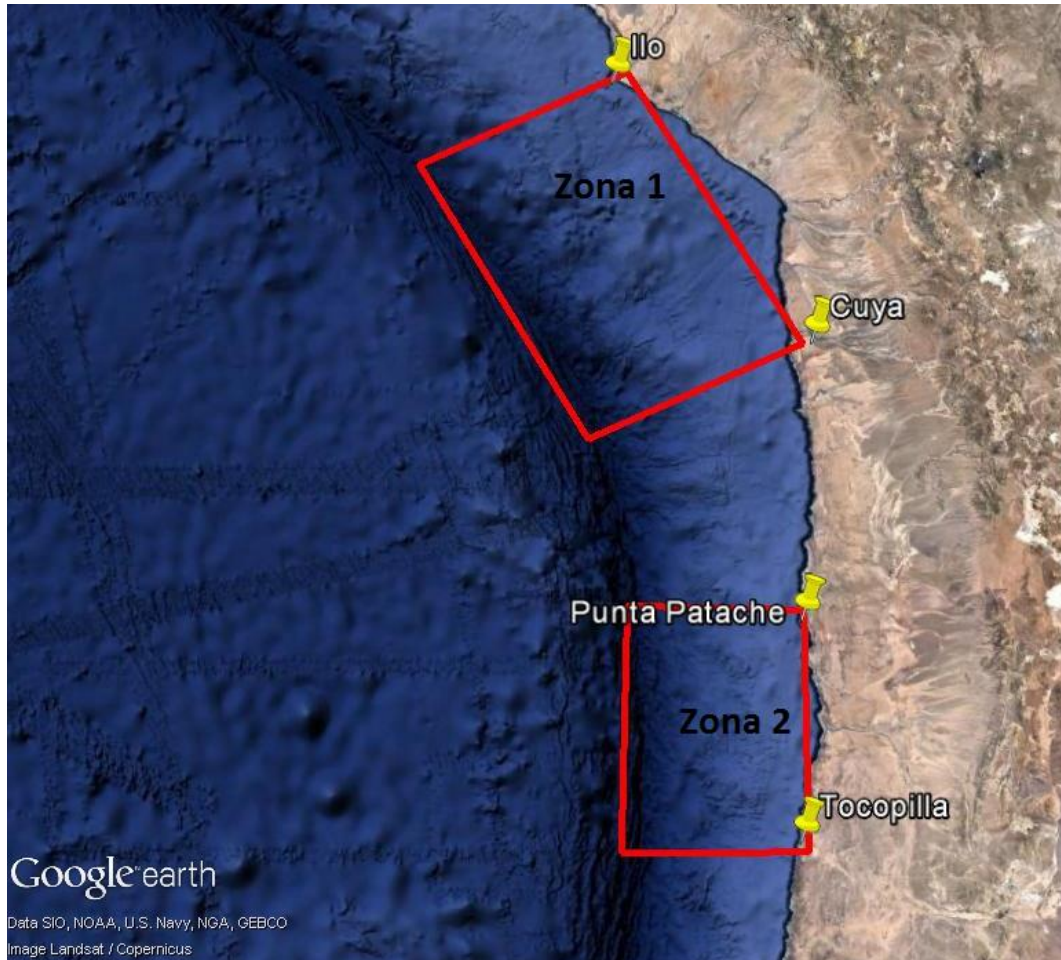 Ilo
Zona 1
Cuya
Punta Patache
Zona 2
Tocopilla
Google earth
Data SIO, NOAA, U.S. Navy, NGA, GEBCO
Image Landsat / Copernicus